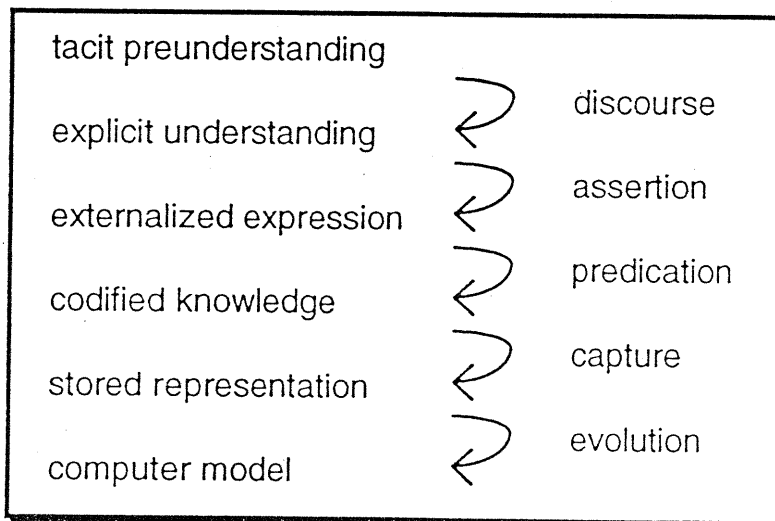 tacit preunderstanding
discourse
explicit understanding
assertion
externalized expression
predication
codified knowledge
capture
stored representation
evolution
computer model